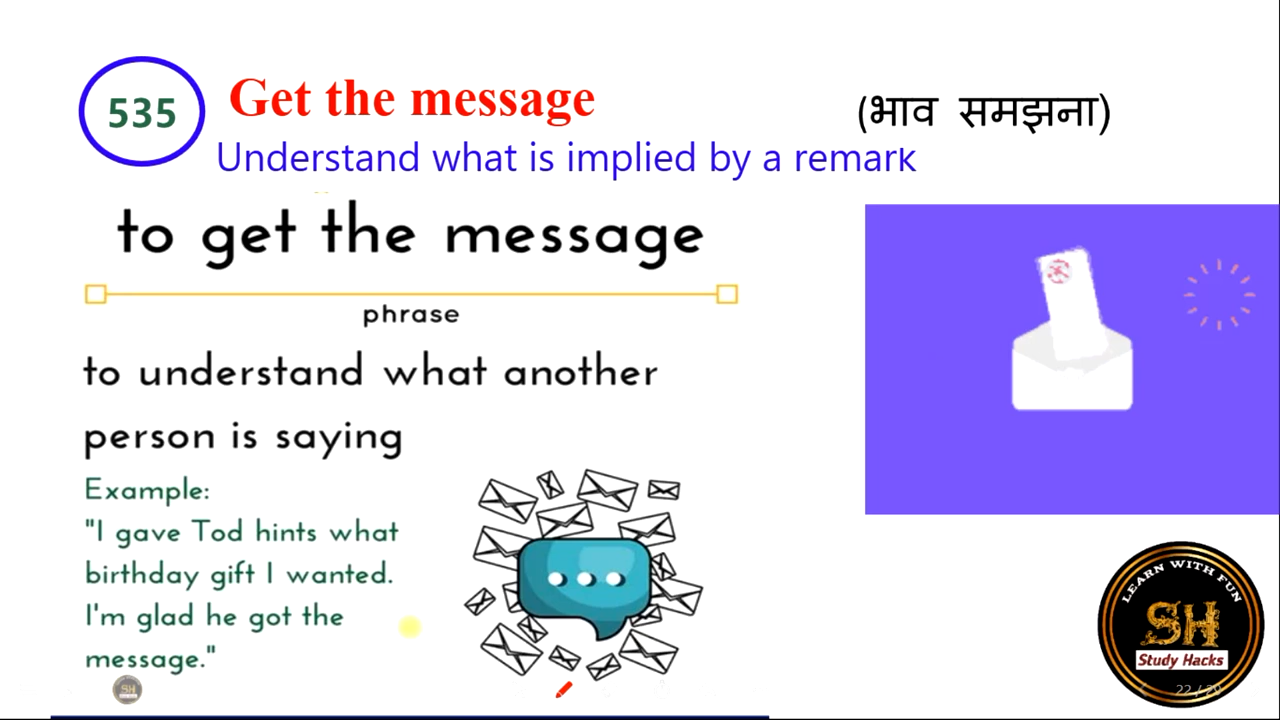 535
Get the message
(भाव समझना)
Understand what is implied by a remark
to get the message
phrase
to understand what another
person is saying
Example:
"I gave Tod hints what
birthday gift I wanted.
I'm glad he got the
message."
LEARN WITH FUN
SH
Study Hacks
SH